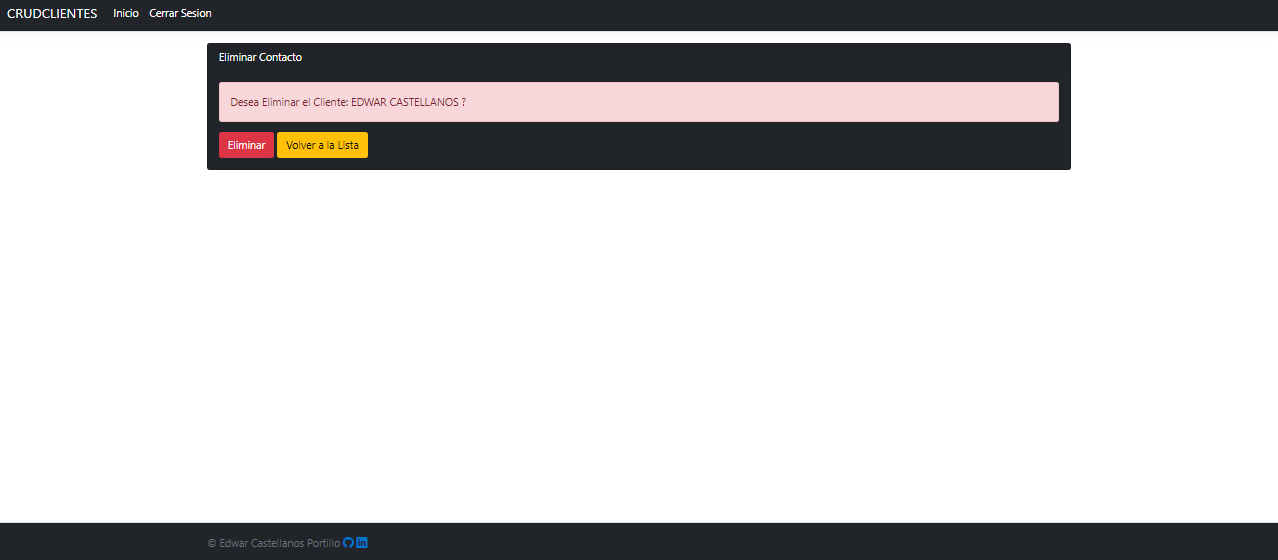 CRUDCLIENTES Inicio Cerrar Sesion
Eliminar Contacto
Desea Eliminar el Cliente: EDWAR CASTELLANOS ?
Eliminar Volver a la Lista
© Edwar Castellanos Portillo